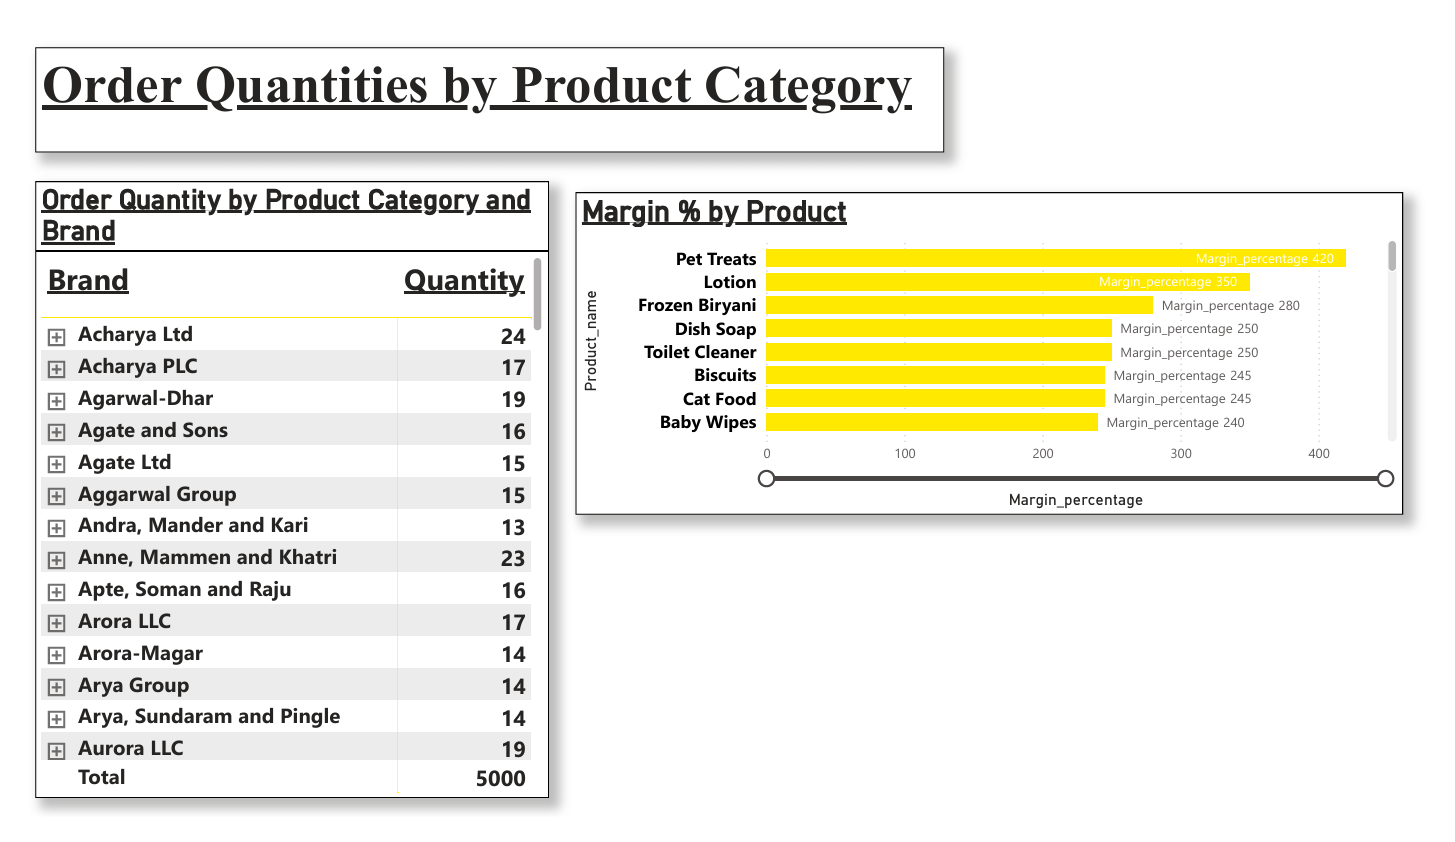 Order Quantities by Product Category
Order Quantity by Product Category and
Brand
Brand Quantity
Acharya Ltd 24
Acharya PLC 17
Agarwal-Dhar 19
Agate and Sons 16
Agate Ltd 15
Aggarwal Group 15
Andra, Mander and Kari 13
Anne, Mammen and Khatri 23
Apte, Soman and Raju 16
Arora LLC 17
Arora-Magar 14
Arya Group 14
Arya, Sundaram and Pingle 14
Aurora LLC 19
Total 5000
Margin % by Product
Product_name
Pet Treats Margin_percentage 420
Lotion Margin_percentage 350
Frozen Biryani Margin_percentage 280
Dish Soap Margin_percentage 250
Toilet Cleaner Margin_percentage 250
Biscuits Margin_percentage 245
Cat Food Margin_percentage 245
Baby Wipes Margin_percentage 240
0 100 200 300 400
Margin_percentage